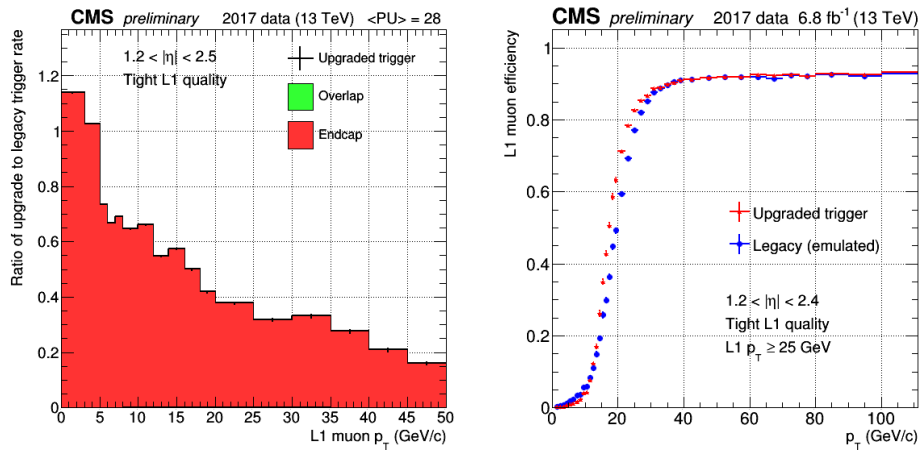 CMS preliminary 2017 data (13 TeV) <PU> = 28
Ratio of upgrade to legacy trigger rate
1.2
1
0.8
0.6
0.4
0.2
0
1.2 < |η| < 2.5
Tight L1 quality
Upgraded trigger
Overlap
Endcap
0 5 10 15 20 25 30 35 40 45 50
L1 muon p_T (GeV/c)
CMS preliminary 2017 data 6.8 fb⁻¹ (13 TeV)
L1 muon efficiency
1
0.8
0.6
0.4
0.2
0
Upgraded trigger
Legacy (emulated)
1.2 < |η| < 2.4
Tight L1 quality
L1 p_T ≥ 25 GeV
0 20 40 60 80 100
p_T (GeV/c)